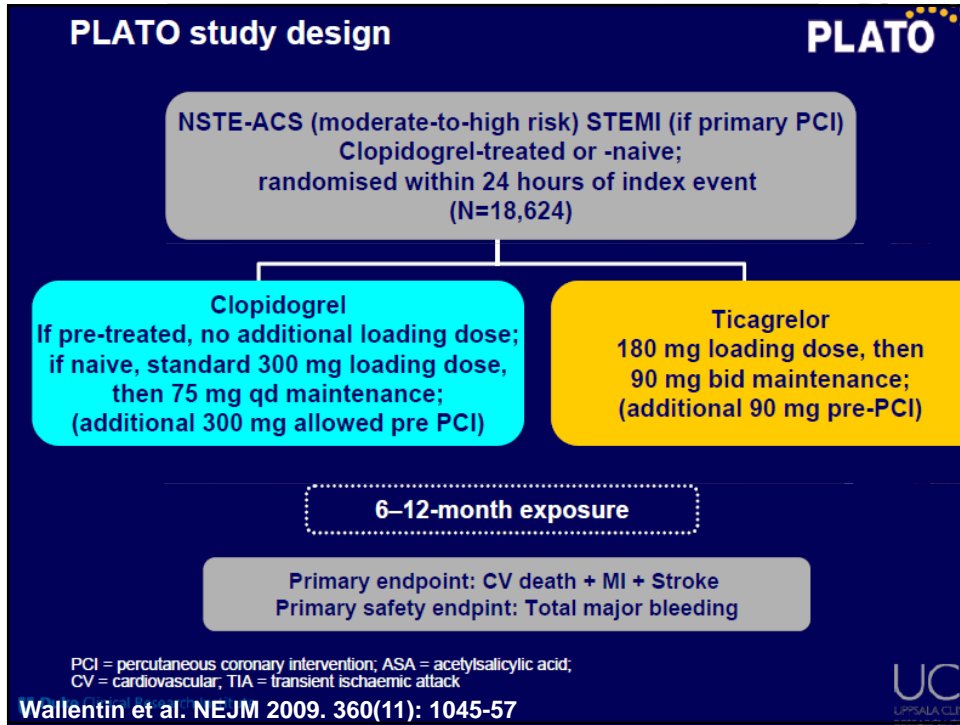 PLATO study design
PLATO
NSTE-ACS (moderate-to-high risk) STEMI (if primary PCI)
Clopidogrel-treated or -naive;
randomised within 24 hours of index event
(N=18,624)
Clopidogrel
If pre-treated, no additional loading dose;
if naive, standard 300 mg loading dose,
then 75 mg qd maintenance;
(additional 300 mg allowed pre PCI)
Ticagrelor
180 mg loading dose, then
90 mg bid maintenance;
(additional 90 mg pre-PCI)
6–12-month exposure
Primary endpoint: CV death + MI + Stroke
Primary safety endpint: Total major bleeding
PCI = percutaneous coronary intervention; ASA = acetylsalicylic acid;
CV = cardiovascular; TIA = transient ischaemic attack
Wallentin et al. NEJM 2009. 360(11): 1045-57
UC
UPPSALA CLI